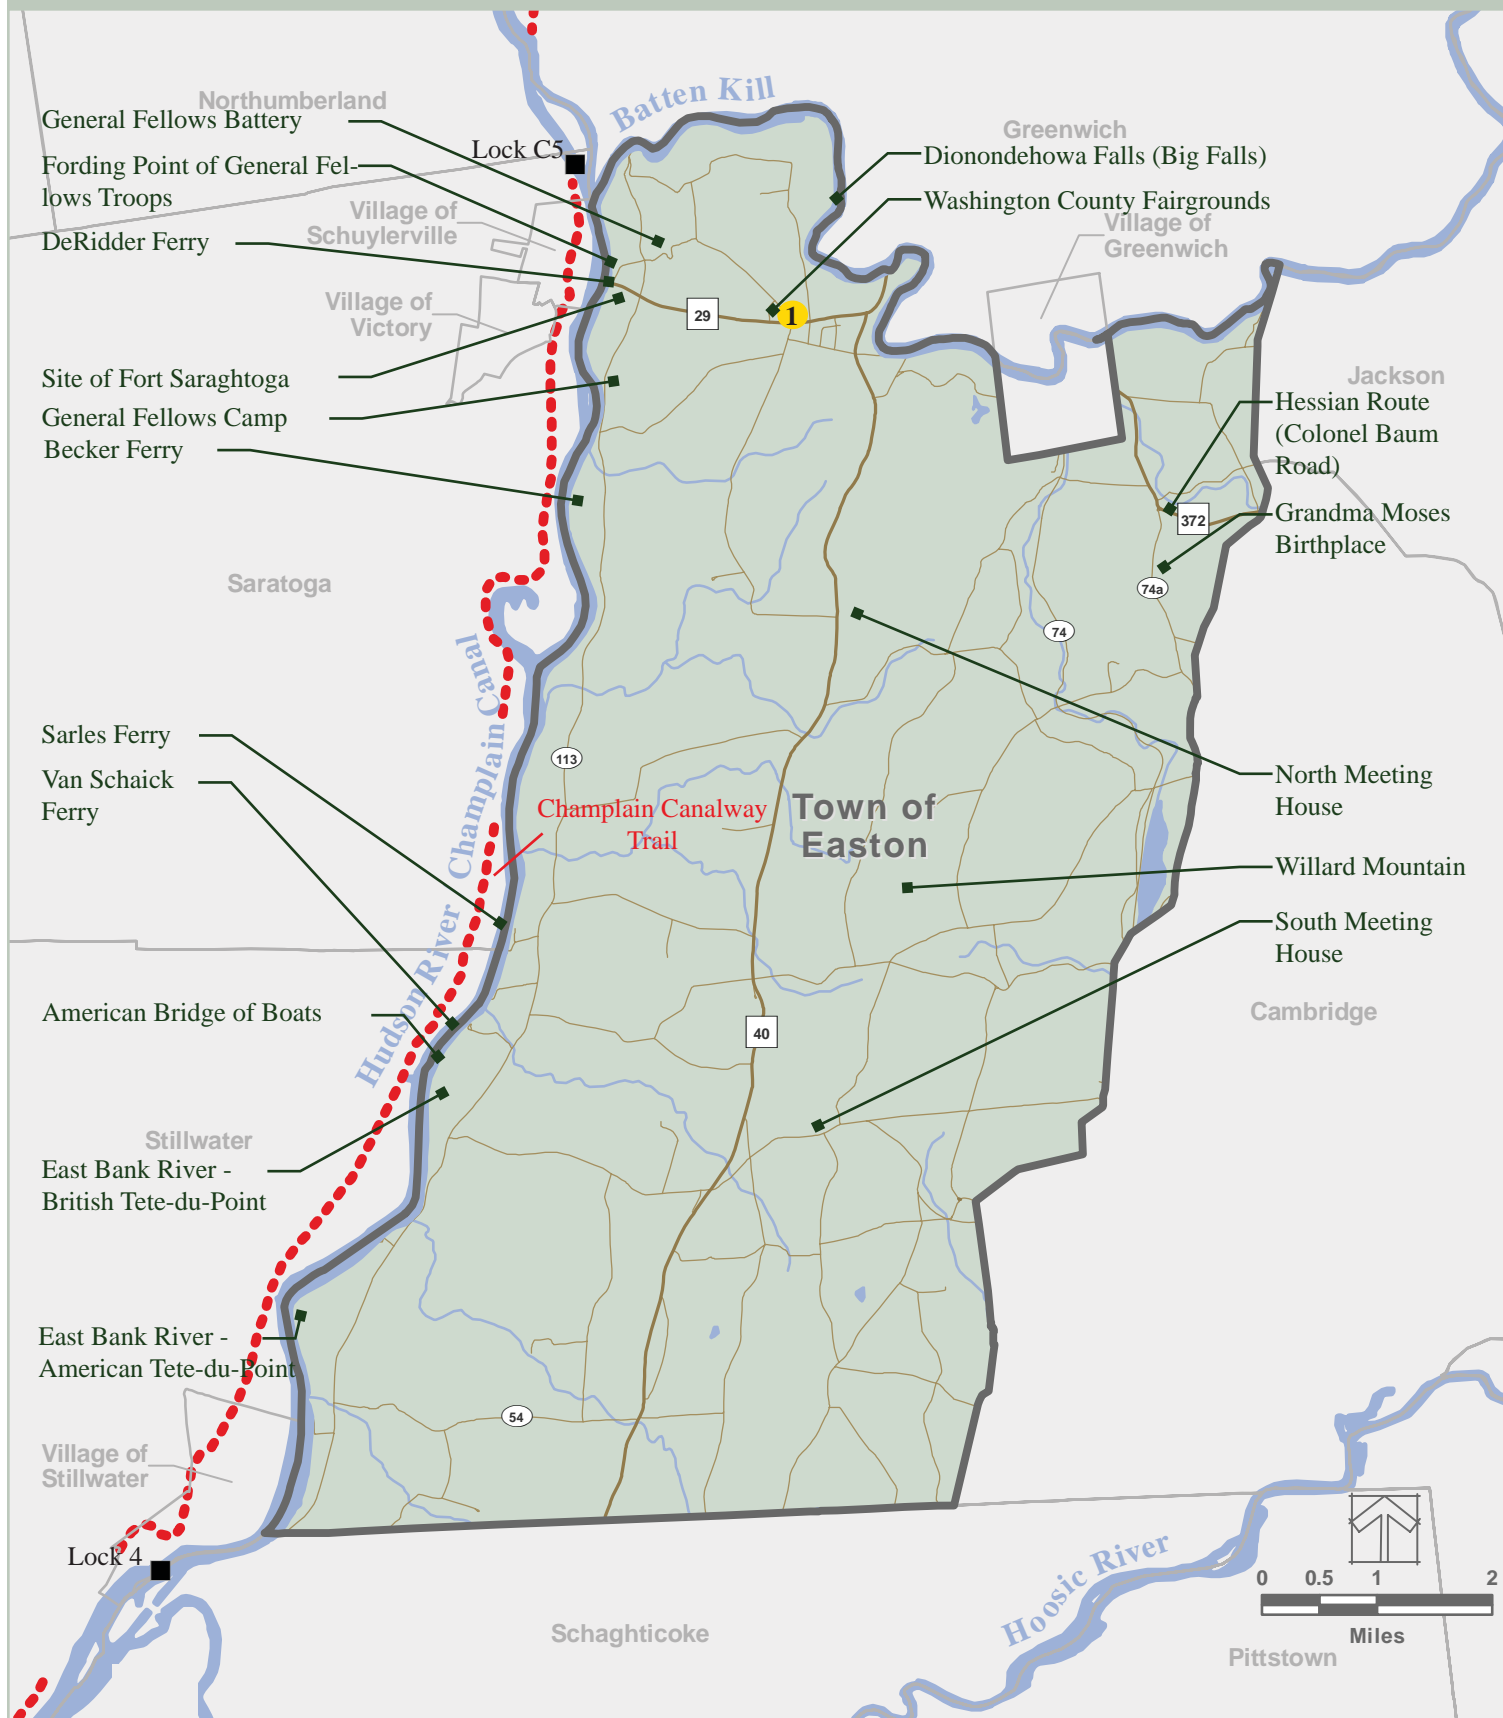 Northumberland
General Fellows Battery
Batten Kill
Greenwich
Lock C5
Fording Point of General Fel-
lows Troops
Dionondehowa Falls (Big Falls)
Washington County Fairgrounds
Village of
Schuylerville
Village of
Greenwich
DeRidder Ferry
Village of
Victory
29
1
Site of Fort Saraghtoga
Jackson
General Fellows Camp
Becker Ferry
Hessian Route
(Colonel Baum
Road)
372
Grandma Moses
Birthplace
Saratoga
74a
74
Sarles Ferry
Van Schaick
Ferry
113
North Meeting
House
Champlain Canal
Champlain Canalway
Trail
Town of
Easton
Willard Mountain
South Meeting
House
Hudson River
American Bridge of Boats
Cambridge
40
Stillwater
East Bank River -
British Tete-du-Point
East Bank River -
American Tete-du-Point
54
Village of
Stillwater
Lock 4
Hoosic River
0 0.5 1 2
Miles
Schaghticoke
Pittstown